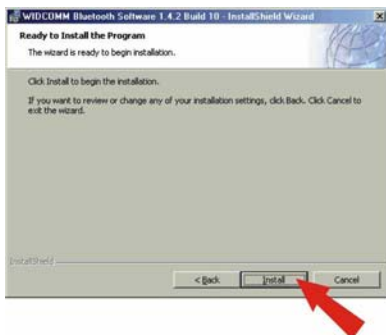 WIDCOMM Bluetooth Software 1.4.2 Build 10 - InstallShield Wizard
Ready to Install the Program
The wizard is ready to begin installation.
Click Install to begin the installation.
If you want to review or change any of your installation settings, click Back. Click Cancel to
exit the wizard.
InstallShield
< Back
Install
Cancel